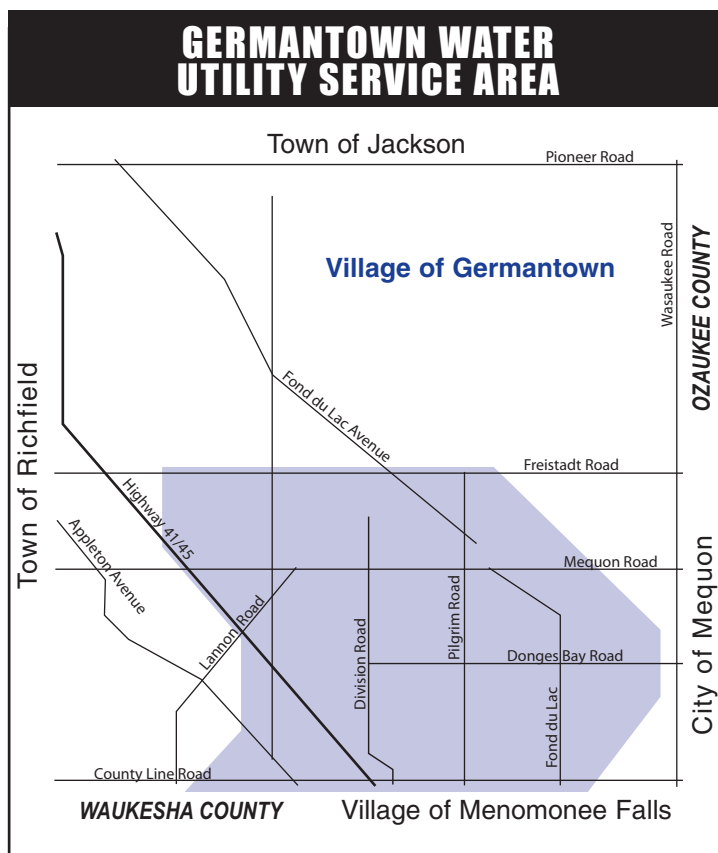 GERMANTOWN WATER
UTILITY SERVICE AREA
Town of Jackson
Pioneer Road
Wasaukee Road
OZAUKEE COUNTY
Village of Germantown
Town of Richfield
Fond du Lac Avenue
Freistadt Road
Highway 41/45
Appleton Avenue
Mequon Road
City of Mequon
Lannon Road
Division Road
Pilgrim Road
Donges Bay Road
Fond du Lac
County Line Road
WAUKESHA COUNTY
Village of Menomonee Falls